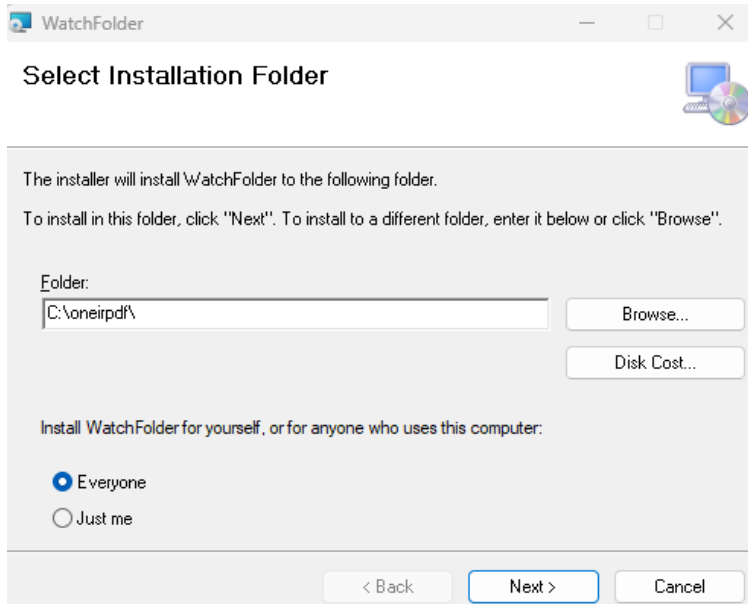 WatchFolder
Select Installation Folder
The installer will install WatchFolder to the following folder.
To install in this folder, click "Next". To install to a different folder, enter it below or click "Browse".
Folder:
C:\oneirpdf\
Browse...
Disk Cost...
Install WatchFolder for yourself, or for anyone who uses this computer:
Everyone
Just me
< Back
Next >
Cancel